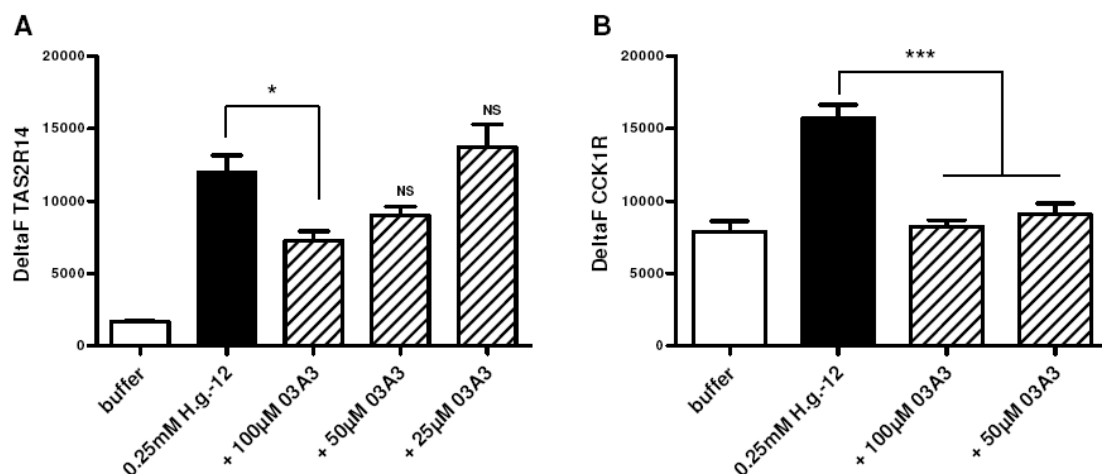 A
DeltaF TAS2R14
20000
15000
10000
5000
0
*
NS
NS
buffer
0.25mM H.g.-12
+ 100µM 03A3
+ 50µM 03A3
+ 25µM 03A3
B
DeltaF CCK1R
20000
15000
10000
5000
0
***
buffer
0.25mM H.g.-12
+ 100µM 03A3
+ 50µM 03A3